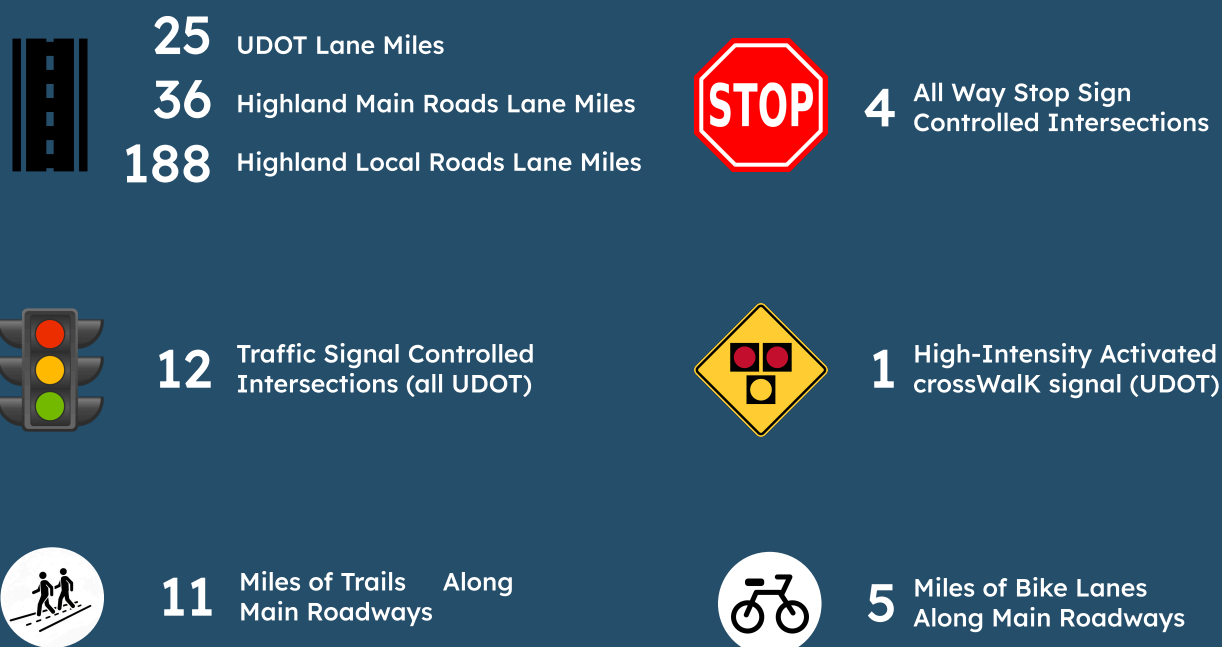 25 UDOT Lane Miles
36 Highland Main Roads Lane Miles
188 Highland Local Roads Lane Miles
STOP
4 All Way Stop Sign
Controlled Intersections
12 Traffic Signal Controlled
Intersections (all UDOT)
1 High-Intensity Activated
crossWalK signal (UDOT)
11 Miles of Trails Along
Main Roadways
5 Miles of Bike Lanes
Along Main Roadways